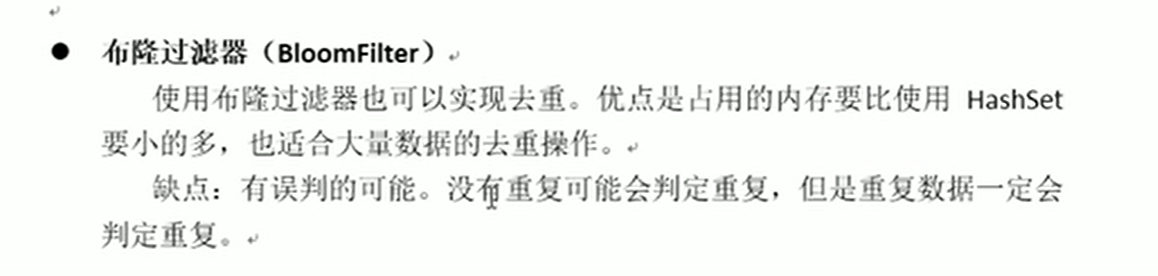 ● 布隆过滤器（BloomFilter）
使用布隆过滤器也可以实现去重。优点是占用的内存要比使用 HashSet
要小的多，也适合大量数据的去重操作。
缺点：有误判的可能。没有重复可能会判定重复，但是重复数据一定会
判定重复。